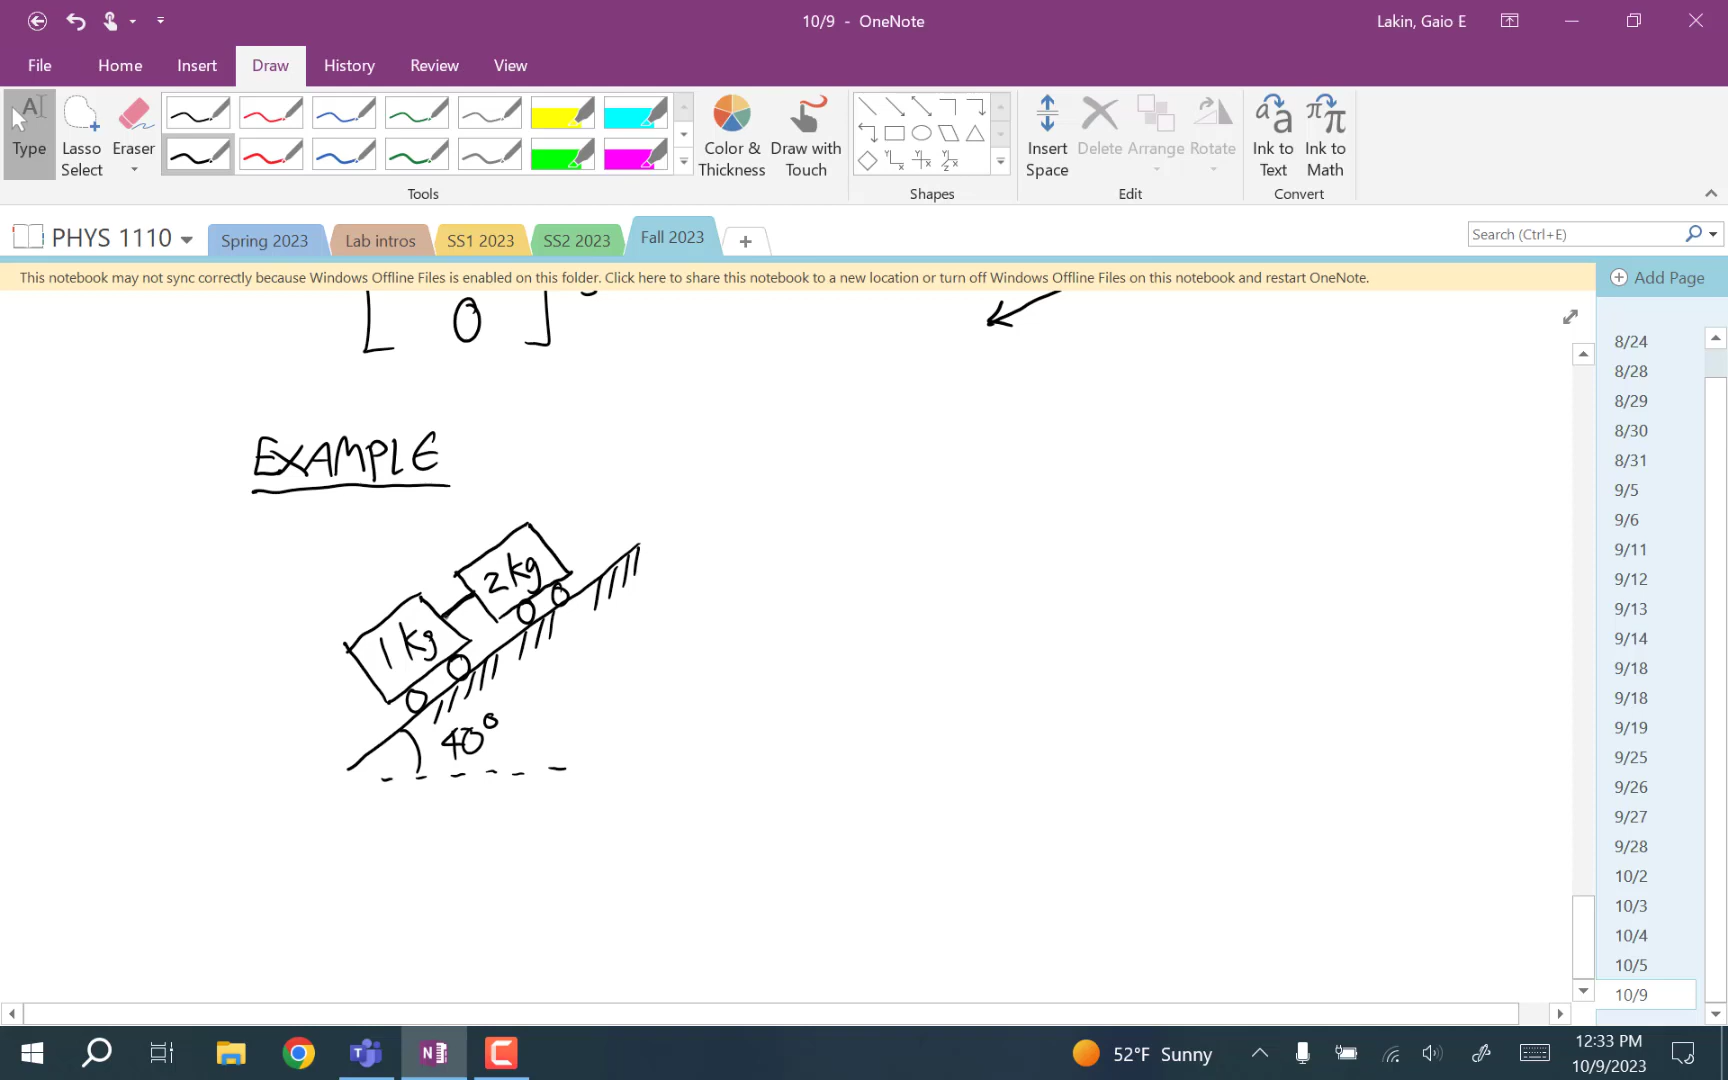 10/9 - OneNote
Lakin, Gaio E
File Home Insert Draw History Review View
Type
Lasso Select
Eraser
Color & Thickness
Draw with Touch
Insert Space
Delete
Arrange
Rotate
Ink to Text
Ink to Math
Tools
Shapes
Edit
Convert
PHYS 1110
Spring 2023
Lab intros
SS1 2023
SS2 2023
Fall 2023
Search (Ctrl+E)
This notebook may not sync correctly because Windows Offline Files is enabled on this folder. Click here to share this notebook to a new location or turn off Windows Offline Files on this notebook and restart OneNote.
Add Page
0
EXAMPLE
2 kg
1 kg
40°
8/24
8/28
8/29
8/30
8/31
9/5
9/6
9/11
9/12
9/13
9/14
9/18
9/18
9/19
9/25
9/26
9/27
9/28
10/2
10/3
10/4
10/5
10/9
52°F Sunny
12:33 PM
10/9/2023